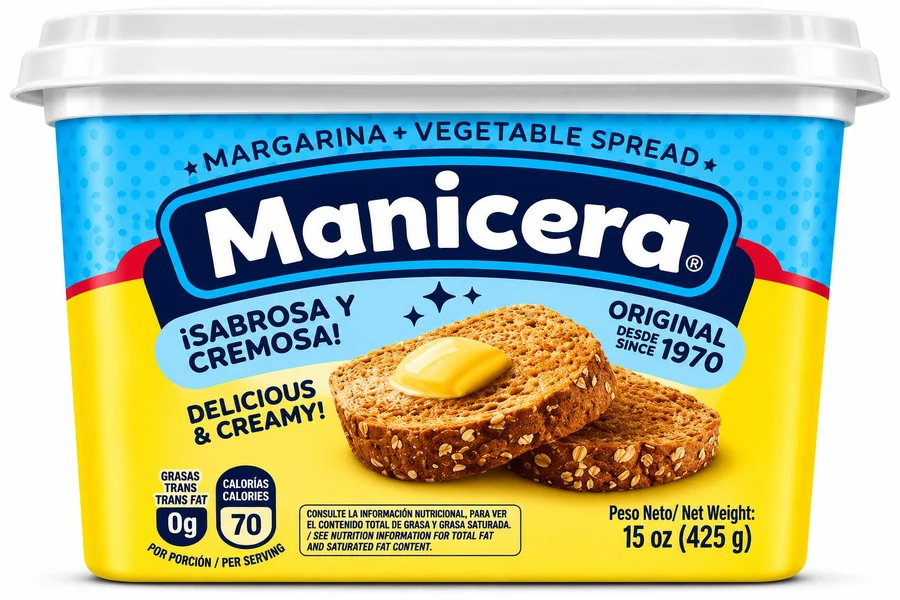 MARGARINA + VEGETABLE SPREAD
Manicera®
¡SABROSA Y
CREMOSA!
DELICIOUS
& CREAMY!
ORIGINAL
DESDE
SINCE 1970
GRASAS
TRANS
TRANS FAT
0g
CALORÍAS
CALORIES
70
POR PORCIÓN / PER SERVING
CONSULTE LA INFORMACIÓN NUTRICIONAL, PARA VER
EL CONTENIDO TOTAL DE GRASA Y GRASA SATURADA.
/ SEE NUTRITION INFORMATION FOR TOTAL FAT
AND SATURATED FAT CONTENT.
Peso Neto/ Net Weight:
15 oz (425 g)